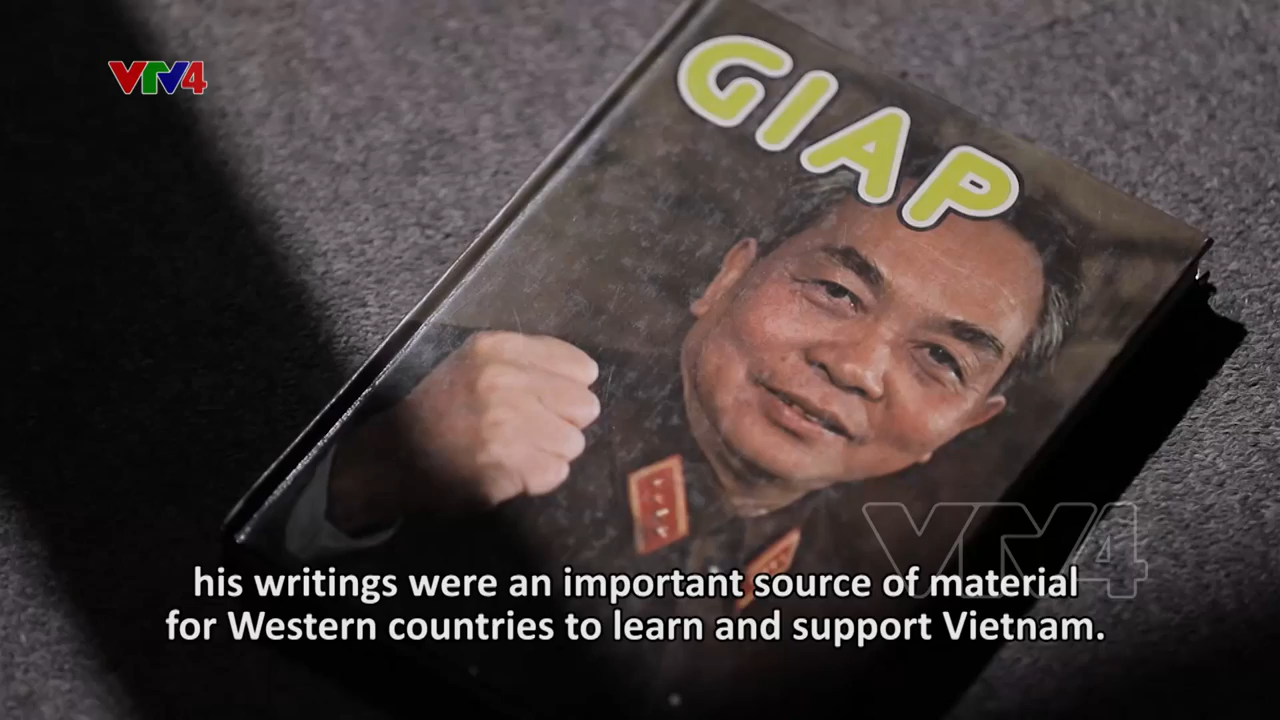 VTV4
GIAP
VTV4
his writings were an important source of material
for Western countries to learn and support Vietnam.